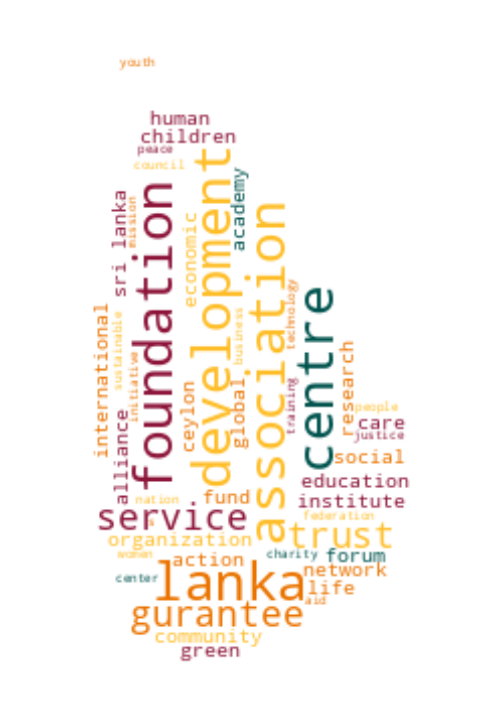 youth
human
children
peace
council
development
foundation
academy
sri lanka
mission
economic
association
centre
technology
international
sustainable
initiative
business
global
ceylon
research
training
people
care
justice
alliance
social
education
nation
fund
institute
service
federation
trust
organization
women
action
charity
forum
network
center
lanka
life
aid
gurantee
community
green